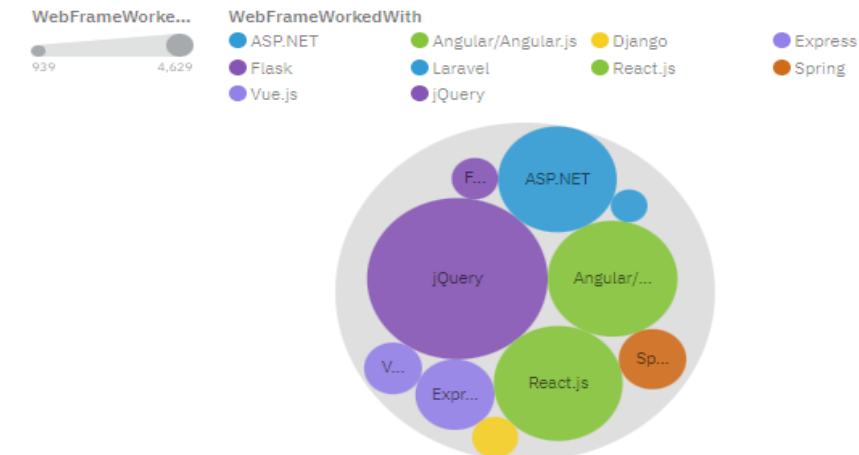 WebFrameWorke...
WebFrameWorkedWith
939
4,629
ASP.NET
Angular/Angular.js
Django
Express
Flask
Laravel
React.js
Spring
Vue.js
jQuery
F...
ASP.NET
jQuery
Angular/...
V...
Expr...
React.js
Sp...